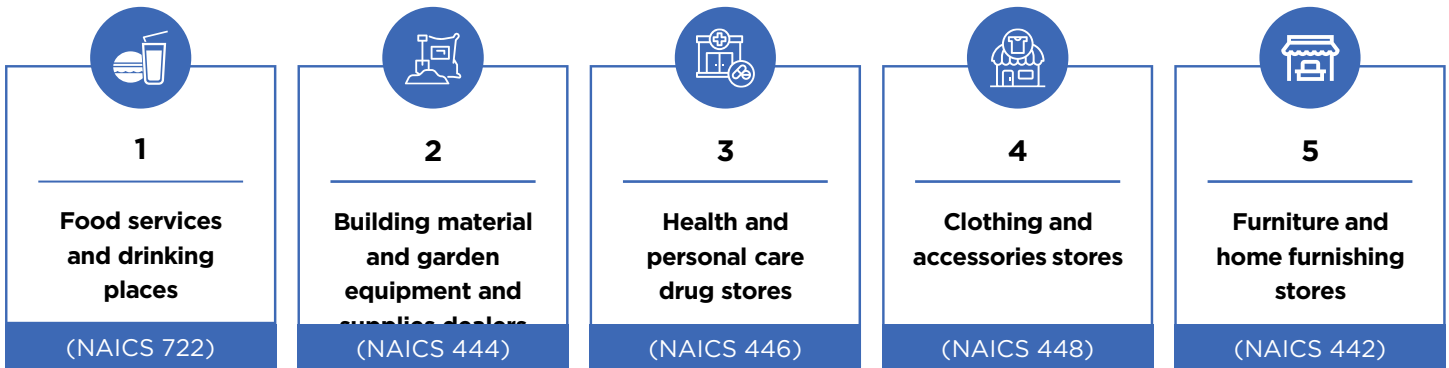 1
Food services
and drinking
places
(NAICS 722)
2
Building material
and garden
equipment and
supplies dealers
(NAICS 444)
3
Health and
personal care
drug stores
(NAICS 446)
4
Clothing and
accessories stores
(NAICS 448)
5
Furniture and
home furnishing
stores
(NAICS 442)